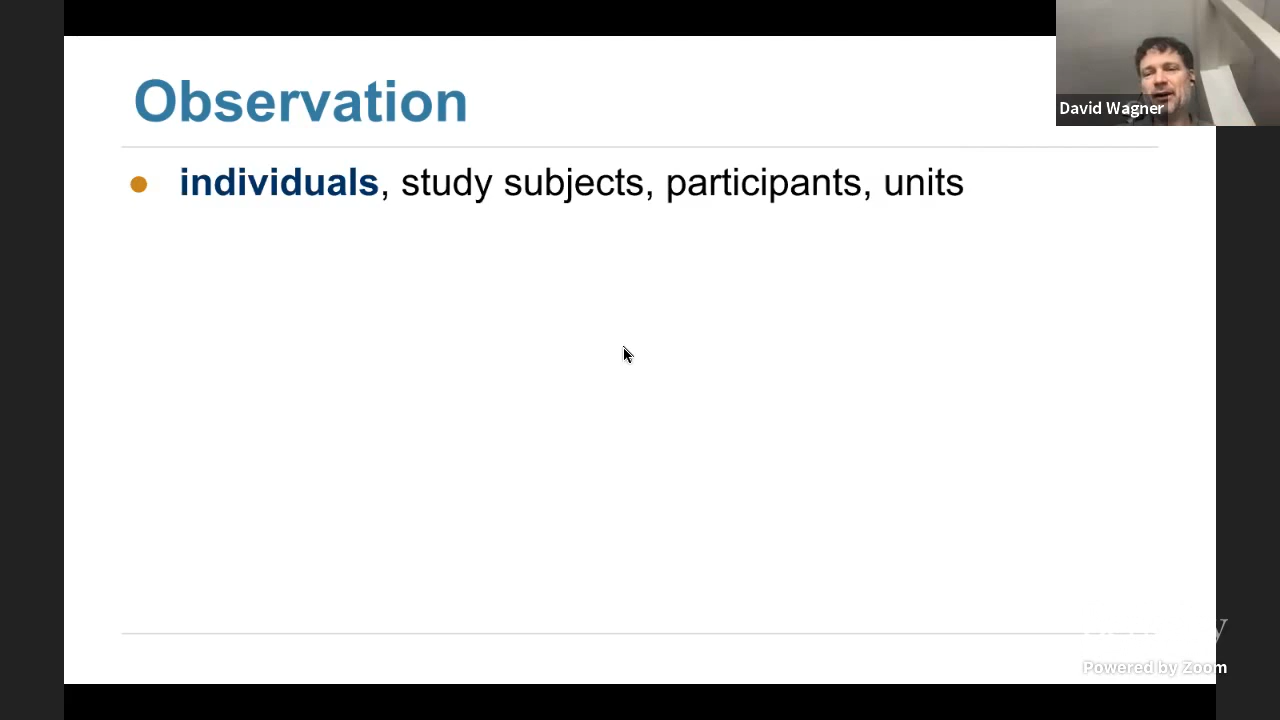 Observation
David Wagner
individuals, study subjects, participants, units
Powered by Zoom